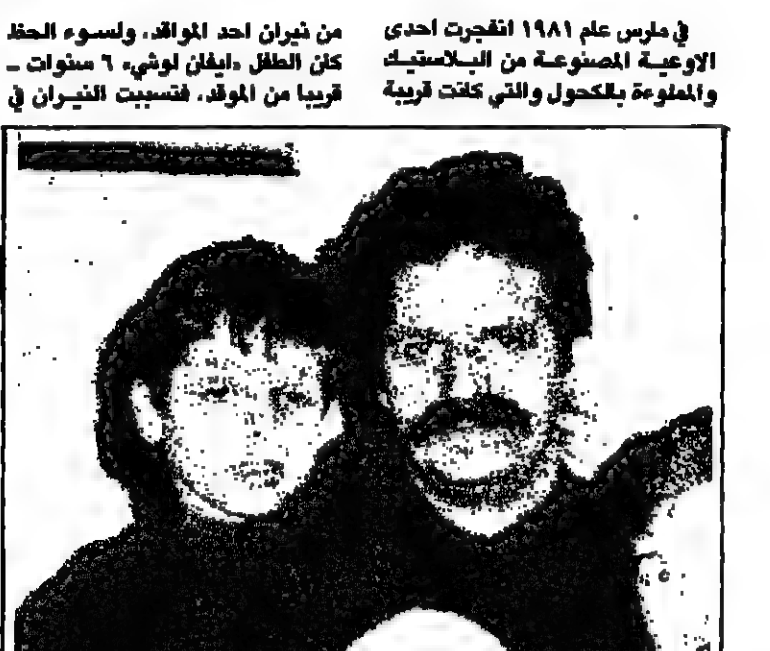 في مارس عام ١٩٨١ انفجرت احدى
الاوعية المصنوعة من البلاستيك
والمملوءة بالكحول والتي كانت قريبة
من نيران احد المواقد، ولسوء الحظ
كان الطفل «ايفان لوشي» ٦ سنوات ـ
قريبا من الموقد، فتسببت النيران في